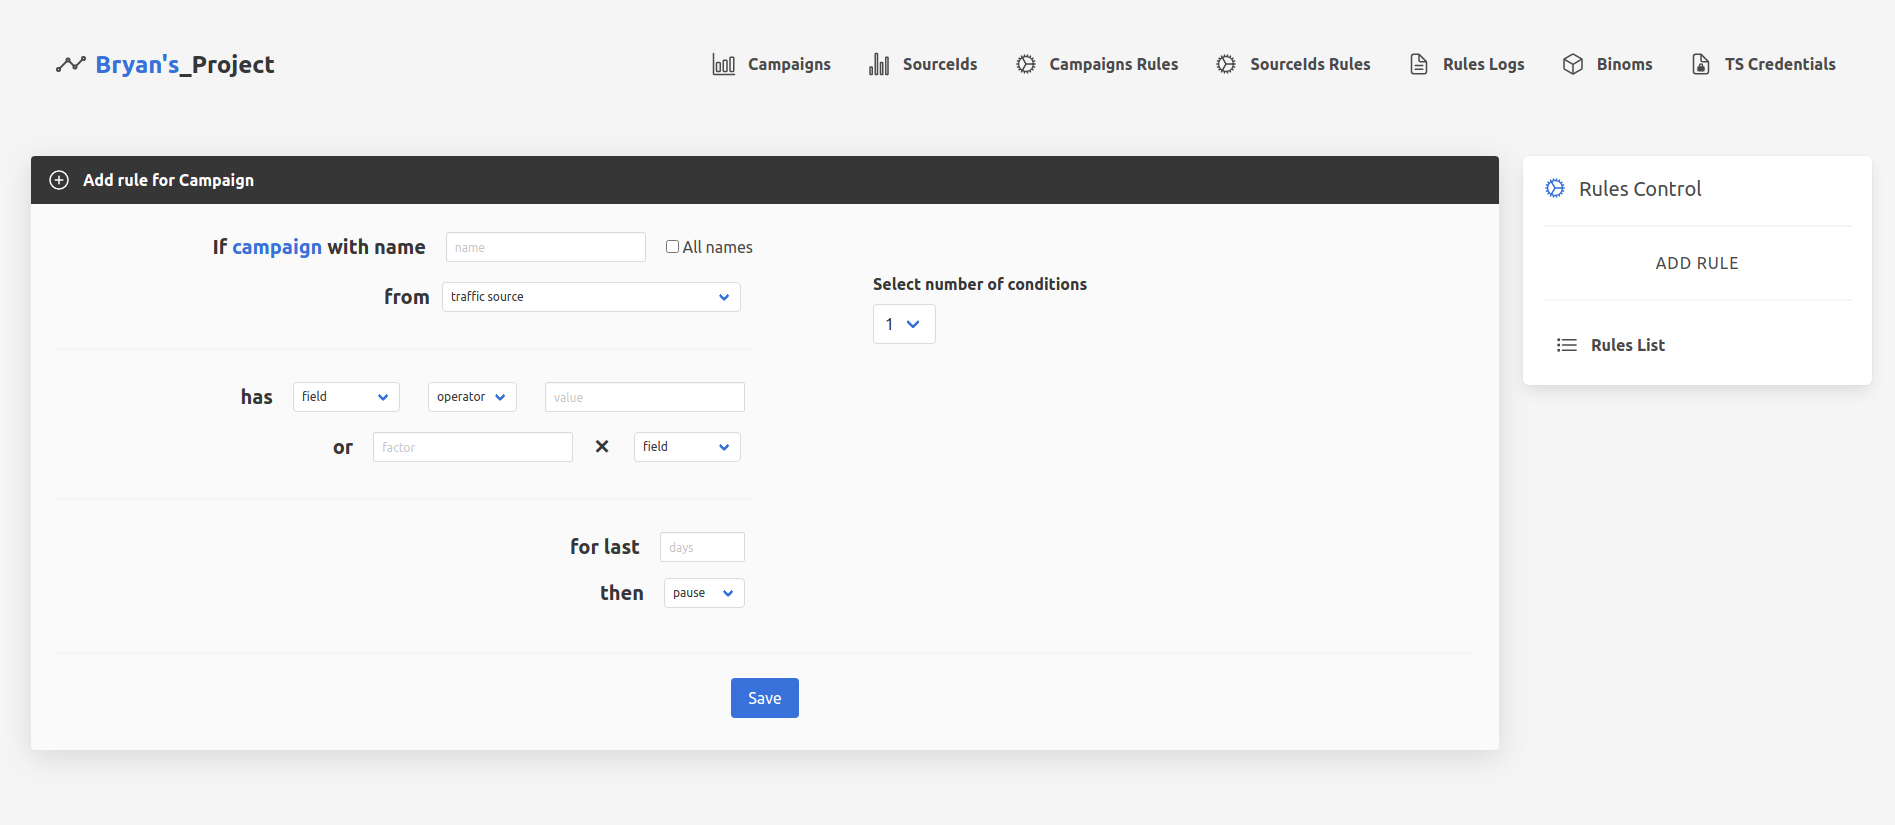 Bryan's_Project
Campaigns
SourceIds
Campaigns Rules
SourceIds Rules
Rules Logs
Binoms
TS Credentials
Add rule for Campaign
If campaign with name name All names
from traffic source
Select number of conditions
1
has field operator value
or factor × field
for last days
then pause
Save
Rules Control
ADD RULE
Rules List